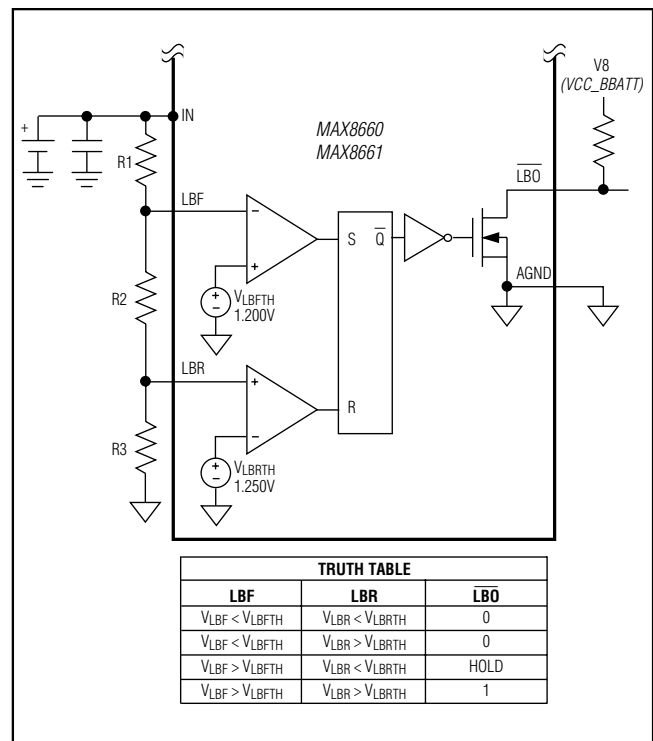 V8
(VCC_BBATT)
IN
+
MAX8660
MAX8661
R1
LBO
LBF
−
S
Q
+
AGND
+
−
VLBFTH
1.200V
R2
LBR
+
−
R
R3
+
−
VLBRTH
1.250V
TRUTH TABLE
LBF LBR LBO
VLBF < VLBFTH VLBR < VLBRTH 0
VLBF < VLBFTH VLBR > VLBRTH 0
VLBF > VLBFTH VLBR < VLBRTH HOLD
VLBF > VLBFTH VLBR > VLBRTH 1